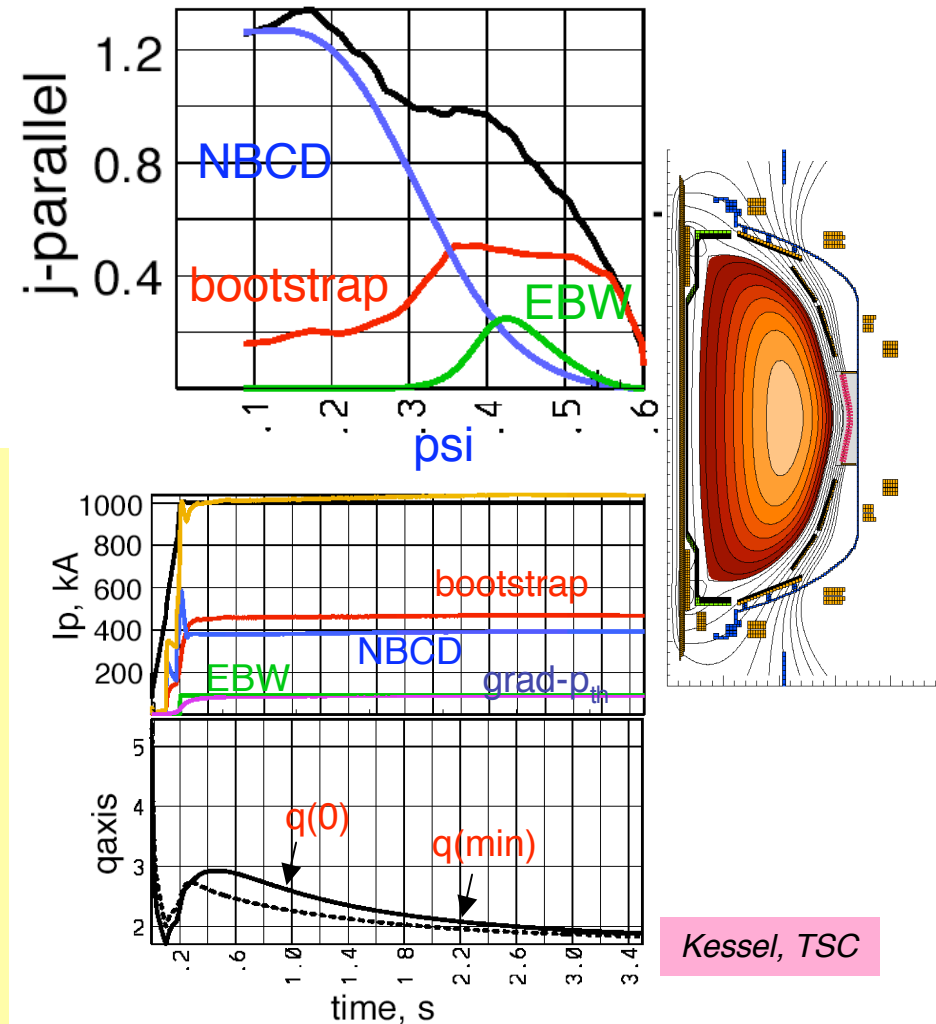 j-parallel
1.2
0.8
0.4
NBCD
bootstrap
EBW
.1 .2 .3 .4 .5 .6
psi
Ip, kA
1000
800
600
400
200
bootstrap
NBCD
EBW
grad-pth
qaxis
5
4
3
2
q(0)
q(min)
.2 .6 1.0 1.4 1.8 2.2 2.6 3.0 3.4
time, s
Kessel, TSC